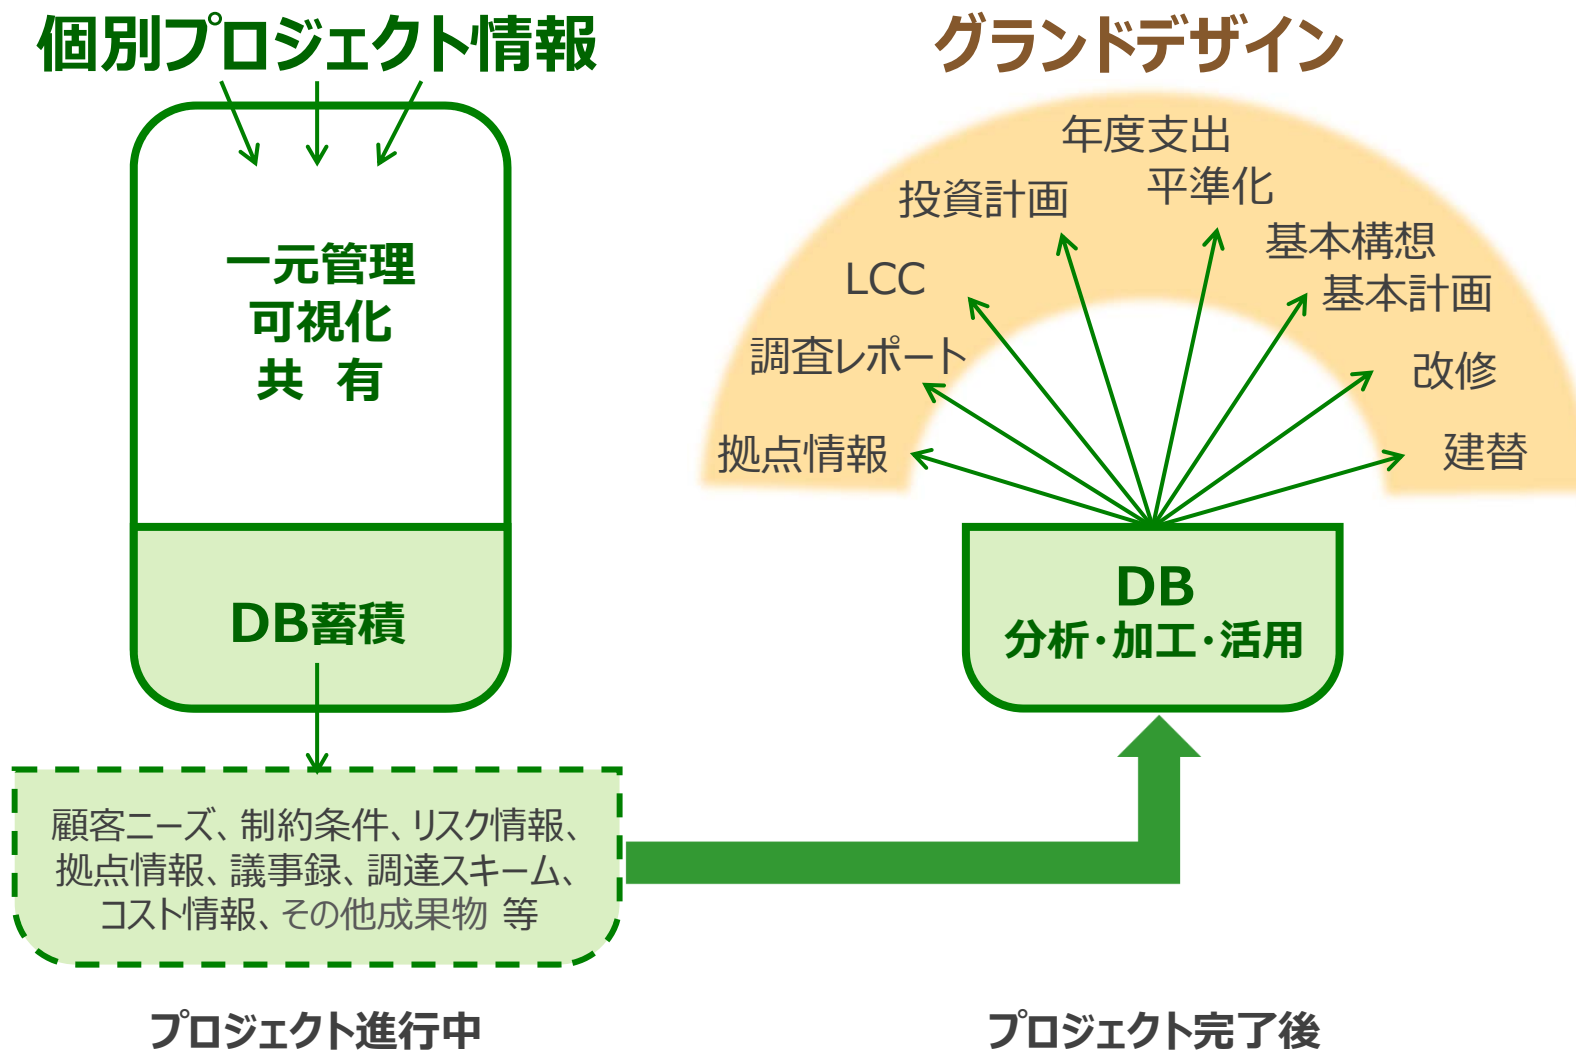 個別プロジェクト情報
一元管理
可視化
共　有
DB蓄積
顧客ニーズ、制約条件、リスク情報、
拠点情報、議事録、調達スキーム、
コスト情報、その他成果物 等
プロジェクト進行中
グランドデザイン
年度支出
平準化
投資計画
基本構想
基本計画
LCC
調査レポート
改修
拠点情報
建替
DB
分析・加工・活用
プロジェクト完了後